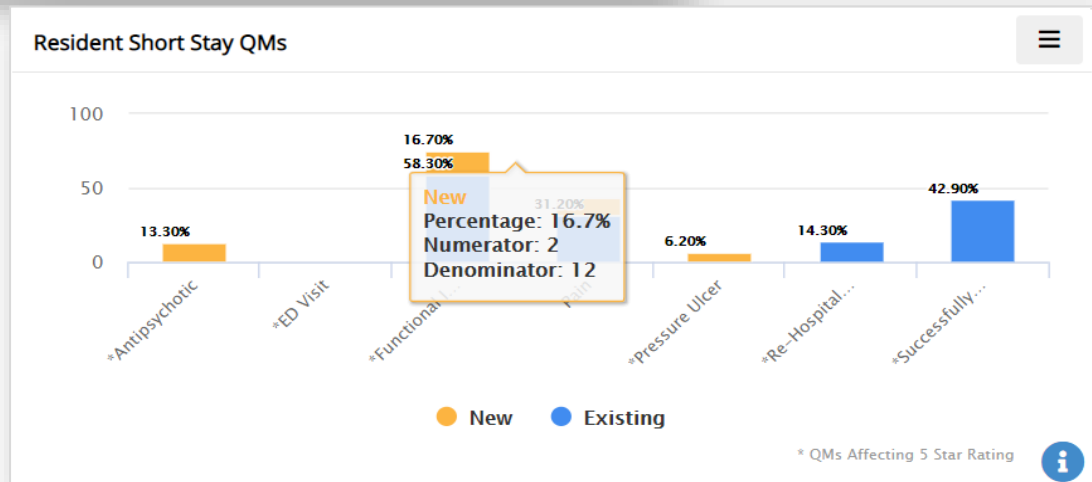 Resident Short Stay QMs
100
50
0
13.30%
16.70%
58.30%
31.20%
6.20%
14.30%
42.90%
New
Percentage: 16.7%
Numerator: 2
Denominator: 12
*Antipsychotic
*ED Visit
*Functional I...
Pain
*Pressure Ulcer
*Re-Hospital...
*Successfully...
New
Existing
* QMs Affecting 5 Star Rating
i